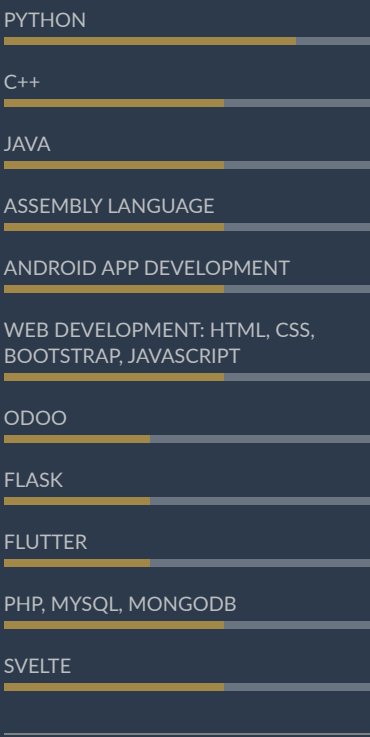 PYTHON
C++
JAVA
ASSEMBLY LANGUAGE
ANDROID APP DEVELOPMENT
WEB DEVELOPMENT: HTML, CSS,
BOOTSTRAP, JAVASCRIPT
ODOO
FLASK
FLUTTER
PHP, MYSQL, MONGODB
SVELTE